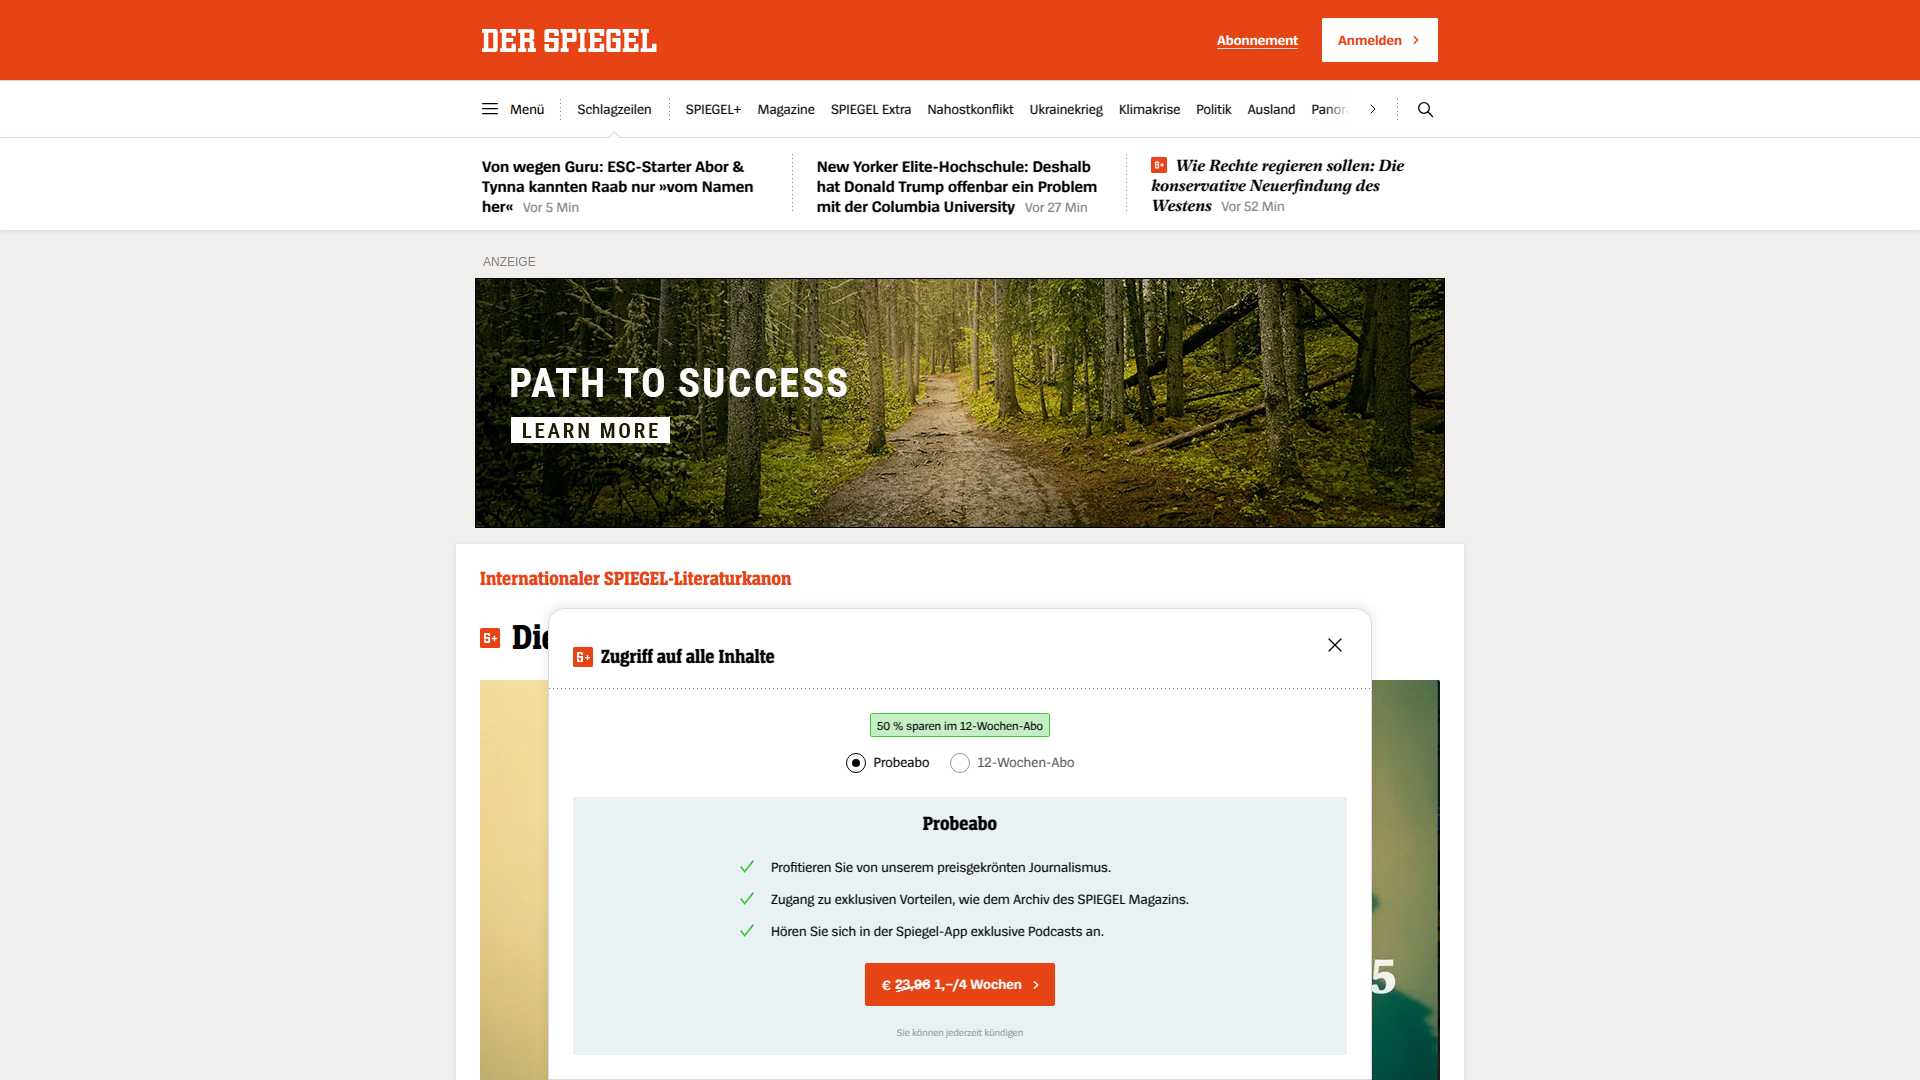 DER SPIEGEL
Abonnement
Anmelden
Menü
Schlagzeilen
SPIEGEL+
Magazine
SPIEGEL Extra
Nahostkonflikt
Ukrainekrieg
Klimakrise
Politik
Ausland
Von wegen Guru: ESC-Starter Abor &
Tynna kannten Raab nur »vom Namen
her« Vor 5 Min
New Yorker Elite-Hochschule: Deshalb
hat Donald Trump offenbar ein Problem
mit der Columbia University Vor 27 Min
Wie Rechte regieren sollen: Die
konservative Neuerfindung des
Westens Vor 52 Min
ANZEIGE
PATH TO SUCCESS
LEARN MORE
Internationaler SPIEGEL-Literaturkanon
Zugriff auf alle Inhalte
50 % sparen im 12-Wochen-Abo
Probeabo
12-Wochen-Abo
Probeabo
Profitieren Sie von unserem preisgekrönten Journalismus.
Zugang zu exklusiven Vorteilen, wie dem Archiv des SPIEGEL Magazins.
Hören Sie sich in der Spiegel-App exklusive Podcasts an.
5
€ 23,96 1,–/4 Wochen
Sie können jederzeit kündigen